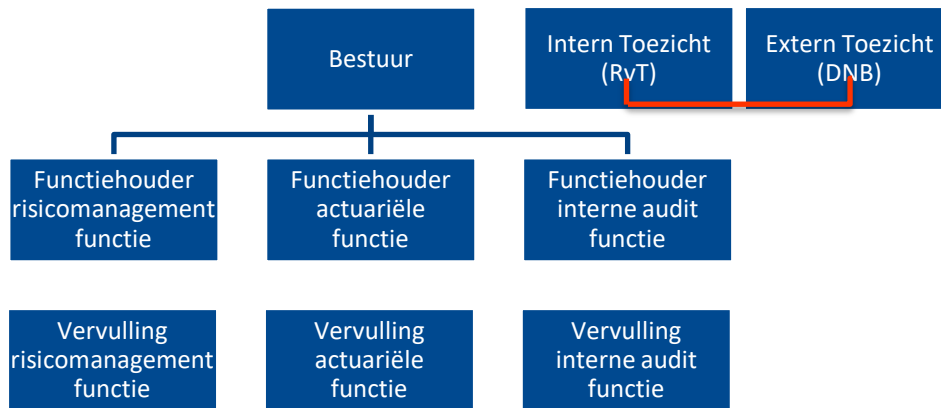 Bestuur
Intern Toezicht
(RvT)
Extern Toezicht
(DNB)
Functiehouder
risicomanagement
functie
Functiehouder
actuariële
functie
Functiehouder
interne audit
functie
Vervulling
risicomanagement
functie
Vervulling
actuariële
functie
Vervulling
interne audit
functie